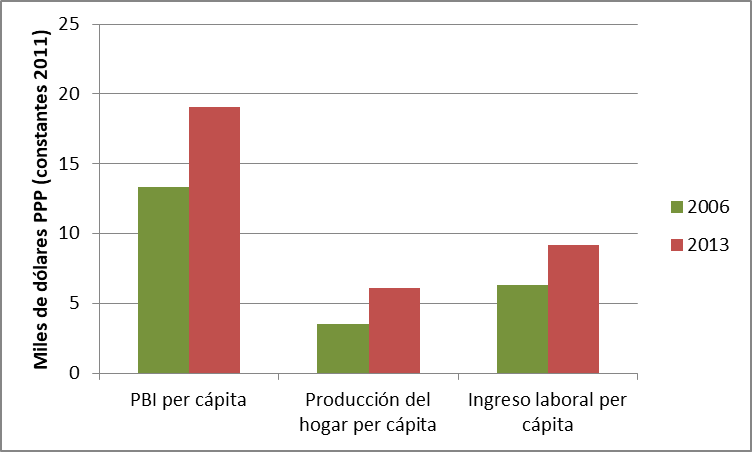 Miles de dólares PPP (constantes 2011)
25
20
15
10
5
0
PBI per cápita
Producción del
hogar per cápita
Ingreso laboral per
cápita
2006
2013